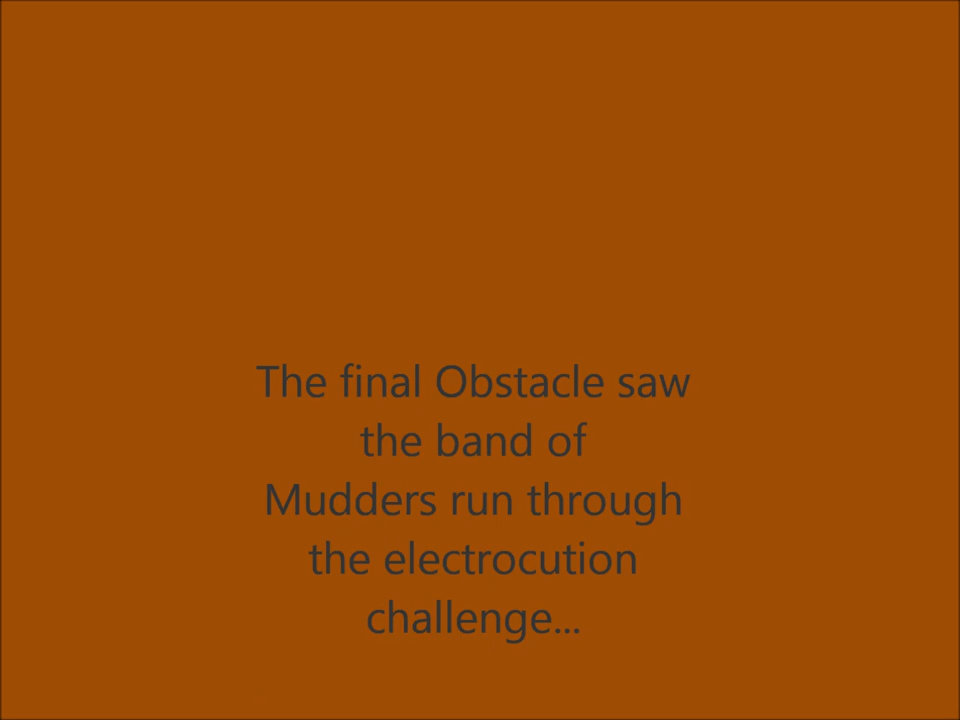 The final Obstacle saw
the band of
Mudders run through
the electrocution
challenge...